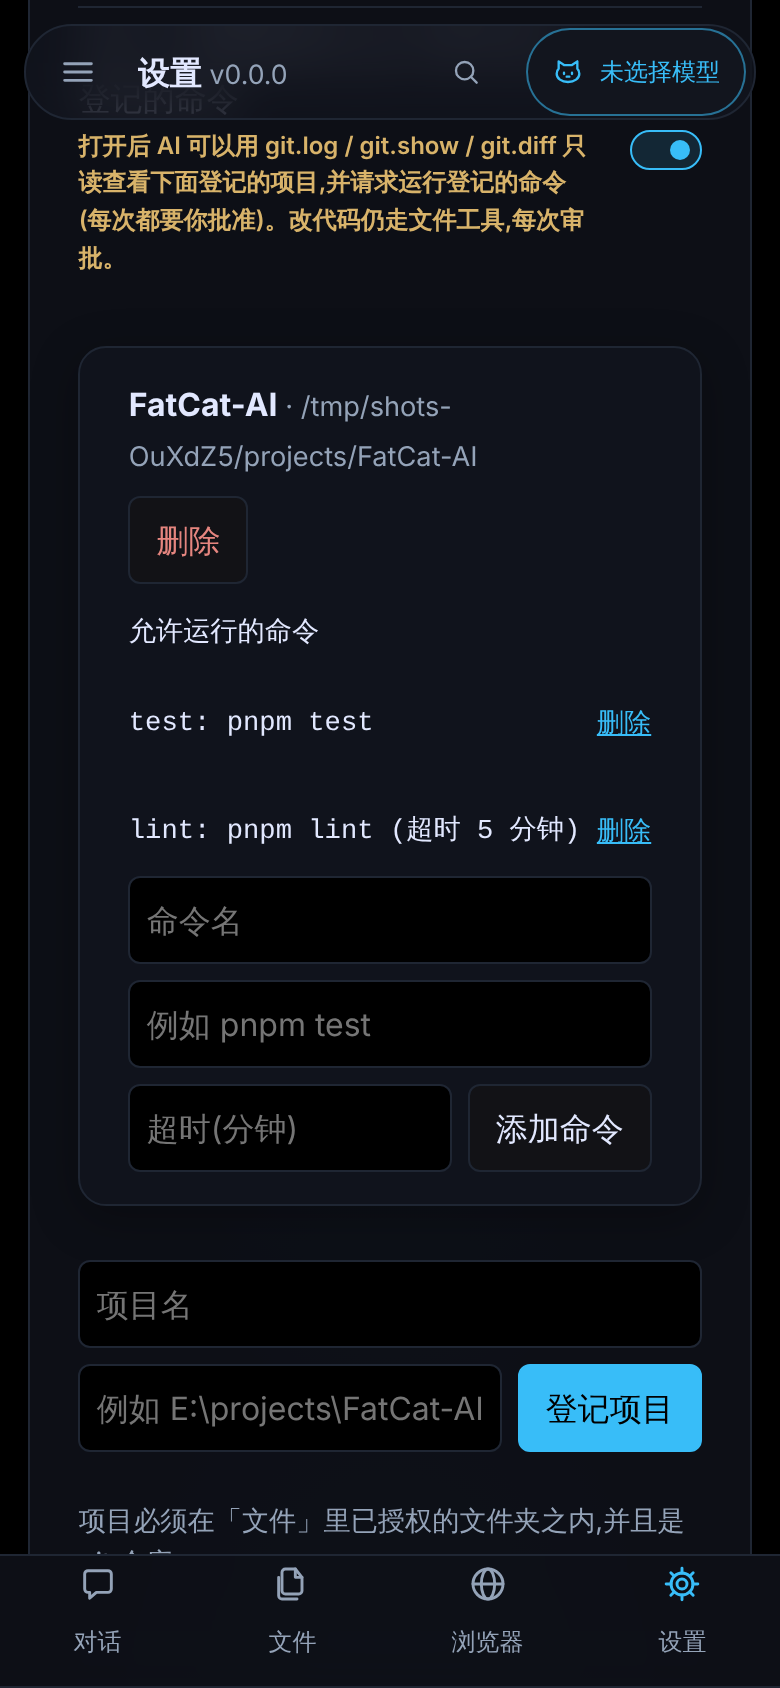 设置 v0.0.0
未选择模型
登记的命令
打开后 AI 可以用 git.log / git.show / git.diff 只
读查看下面登记的项目,并请求运行登记的命令
(每次都要你批准)。改代码仍走文件工具,每次审
批。
FatCat-AI · /tmp/shots-
OuXdZ5/projects/FatCat-AI
删除
允许运行的命令
test: pnpm test 删除
lint: pnpm lint (超时 5 分钟) 删除
命令名
例如 pnpm test
超时(分钟) 添加命令
项目名
例如 E:\projects\FatCat-AI 登记项目
项目必须在「文件」里已授权的文件夹之内,并且是
对话 文件 浏览器 设置